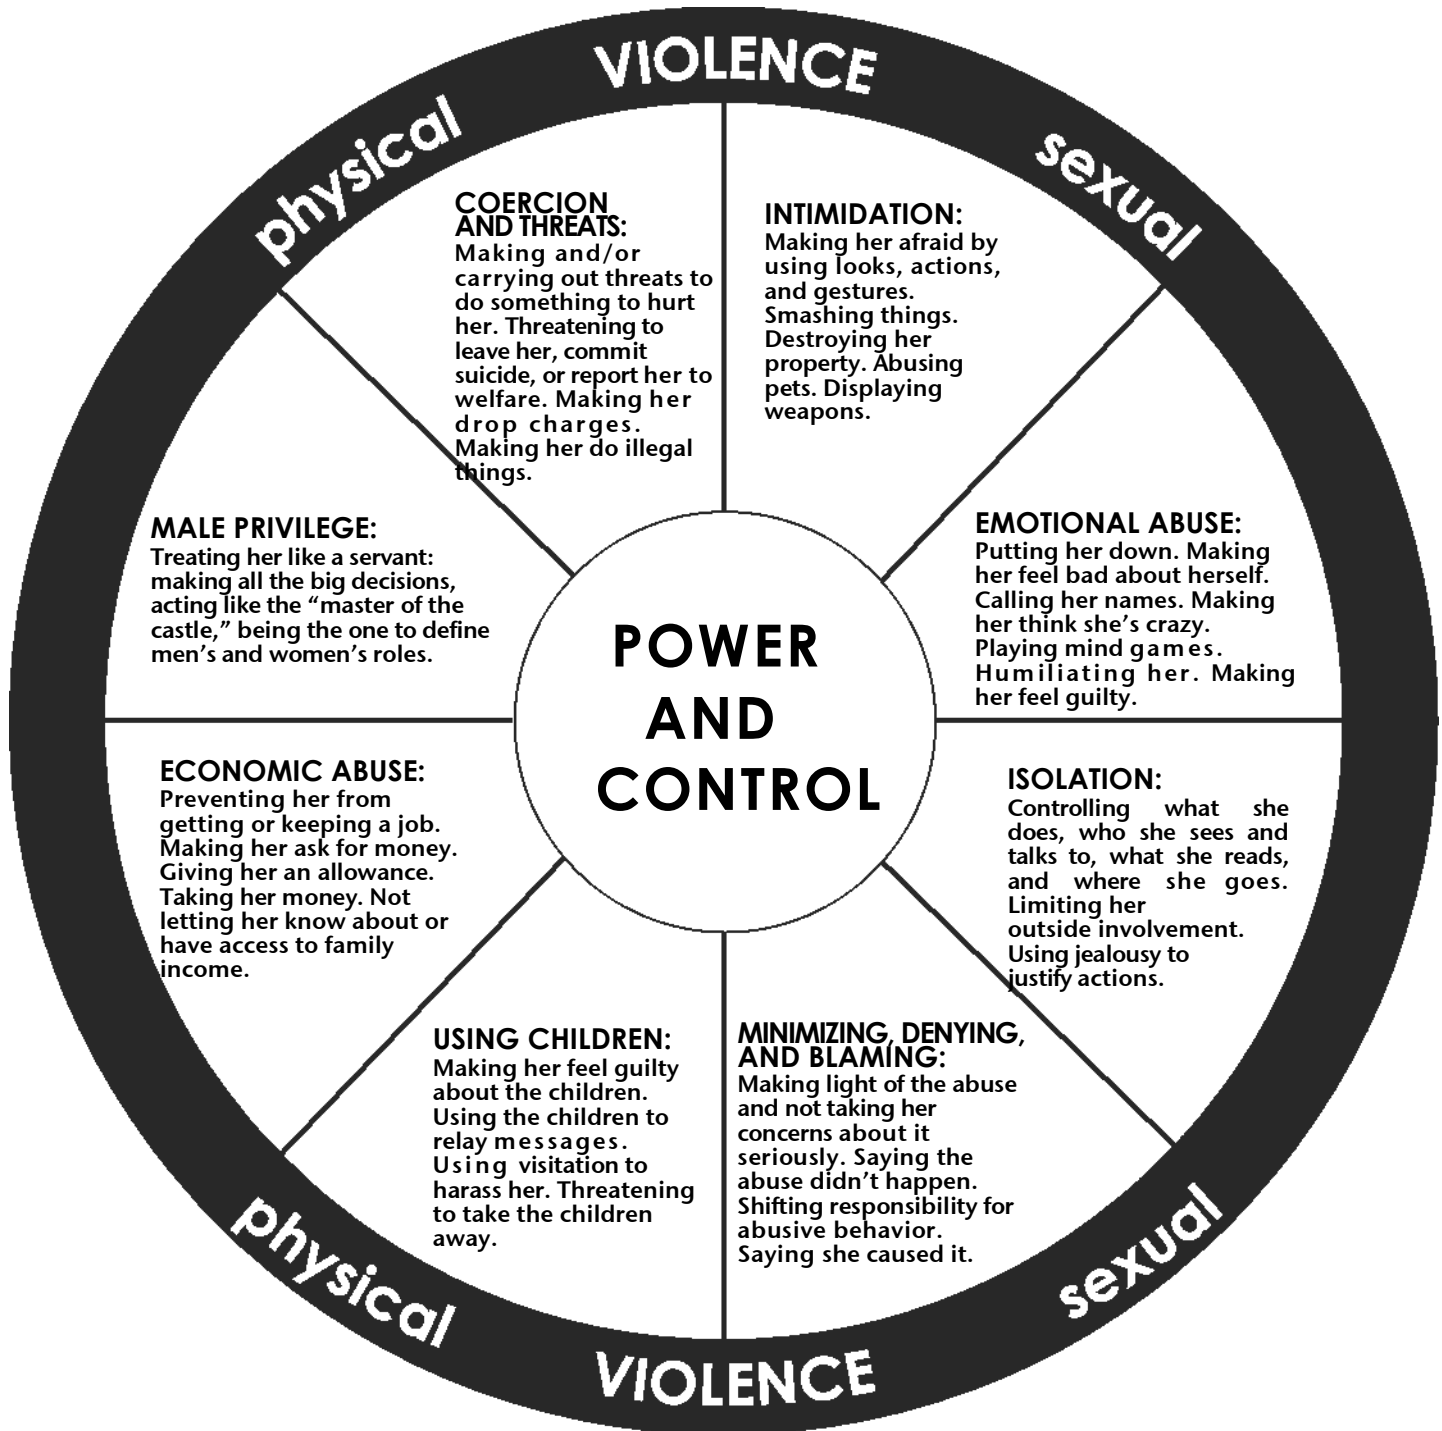 VIOLENCE
physical
sexual
COERCION
AND THREATS:
Making and/or
carrying out threats to
do something to hurt
her. Threatening to
leave her, commit
suicide, or report her to
welfare. Making her
drop charges.
Making her do illegal
things.
INTIMIDATION:
Making her afraid by
using looks, actions,
and gestures.
Smashing things.
Destroying her
property. Abusing
pets. Displaying
weapons.
MALE PRIVILEGE:
Treating her like a servant:
making all the big decisions,
acting like the “master of the
castle,” being the one to define
men’s and women’s roles.
EMOTIONAL ABUSE:
Putting her down. Making
her feel bad about herself.
Calling her names. Making
her think she’s crazy.
Playing mind games.
Humiliating her. Making
her feel guilty.
POWER
AND
CONTROL
ECONOMIC ABUSE:
Preventing her from
getting or keeping a job.
Making her ask for money.
Giving her an allowance.
Taking her money. Not
letting her know about or
have access to family
income.
ISOLATION:
Controlling what she
does, who she sees and
talks to, what she reads,
and where she goes.
Limiting her
outside involvement.
Using jealousy to
justify actions.
USING CHILDREN:
Making her feel guilty
about the children.
Using the children to
relay messages.
Using visitation to
harass her. Threatening
to take the children
away.
MINIMIZING, DENYING,
AND BLAMING:
Making light of the abuse
and not taking her
concerns about it
seriously. Saying the
abuse didn’t happen.
Shifting responsibility for
abusive behavior.
Saying she caused it.
physical
sexual
VIOLENCE